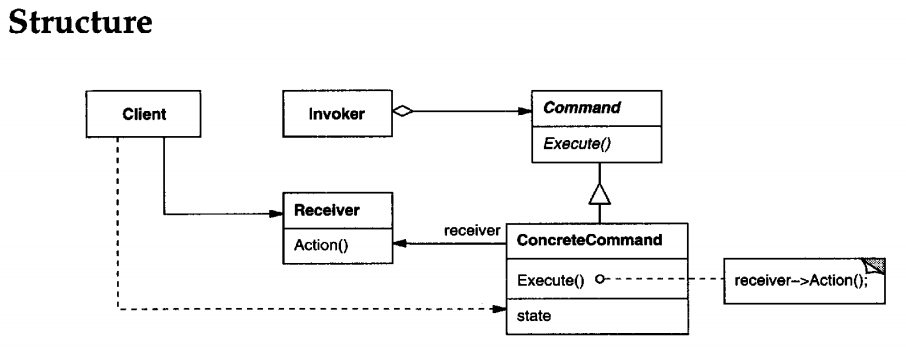 Structure
Client
Invoker
Command
Execute()
Receiver
Action()
receiver
ConcreteCommand
Execute()
receiver–>Action();
state